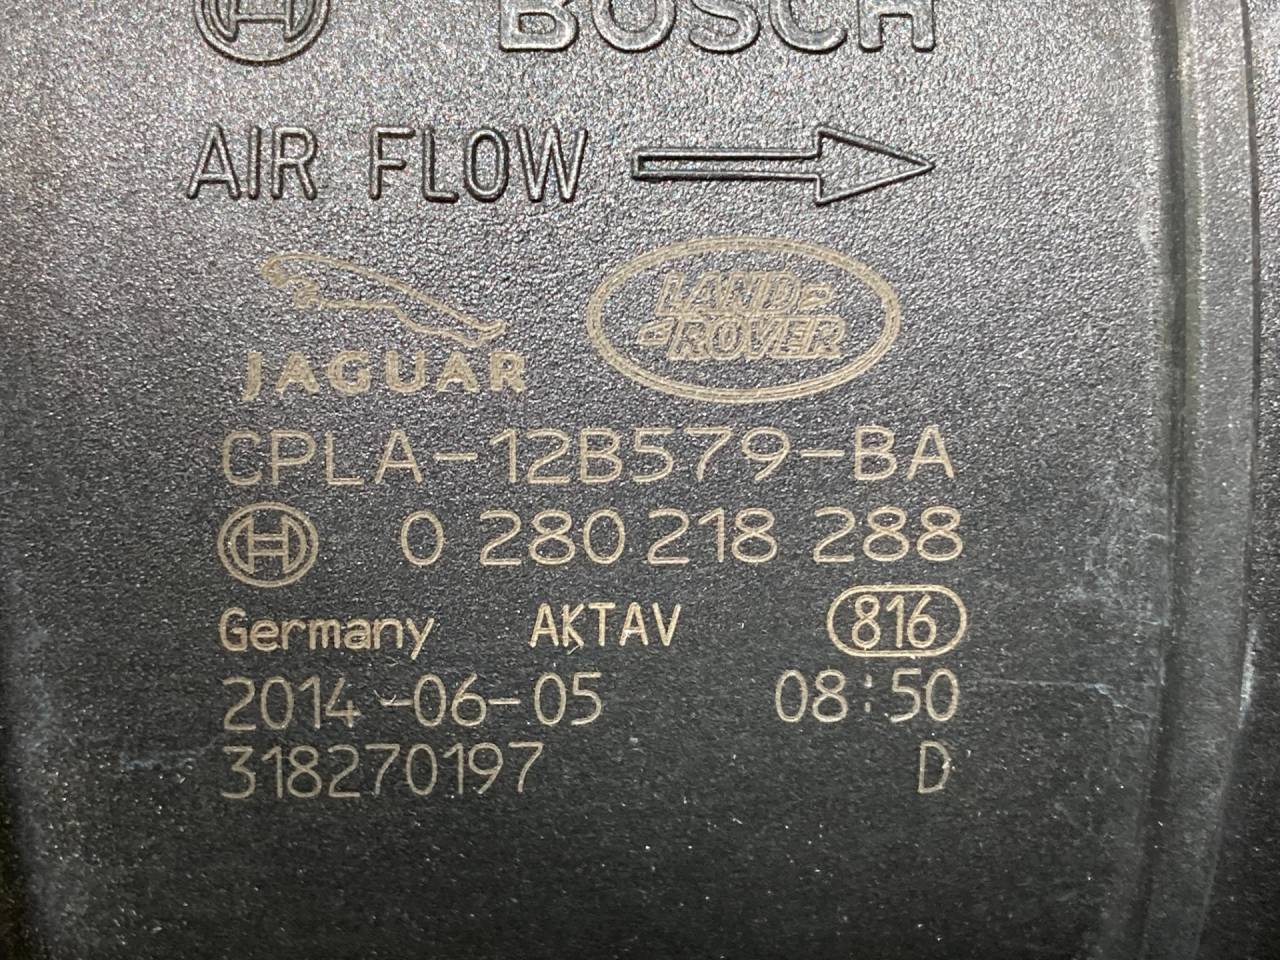 BOSCH
AIR FLOW
JAGUAR
LAND
ROVER
CPLA-12B579-BA
0 280 218 288
Germany AKTAV 816
2014-06-05 08:50
318270197 D